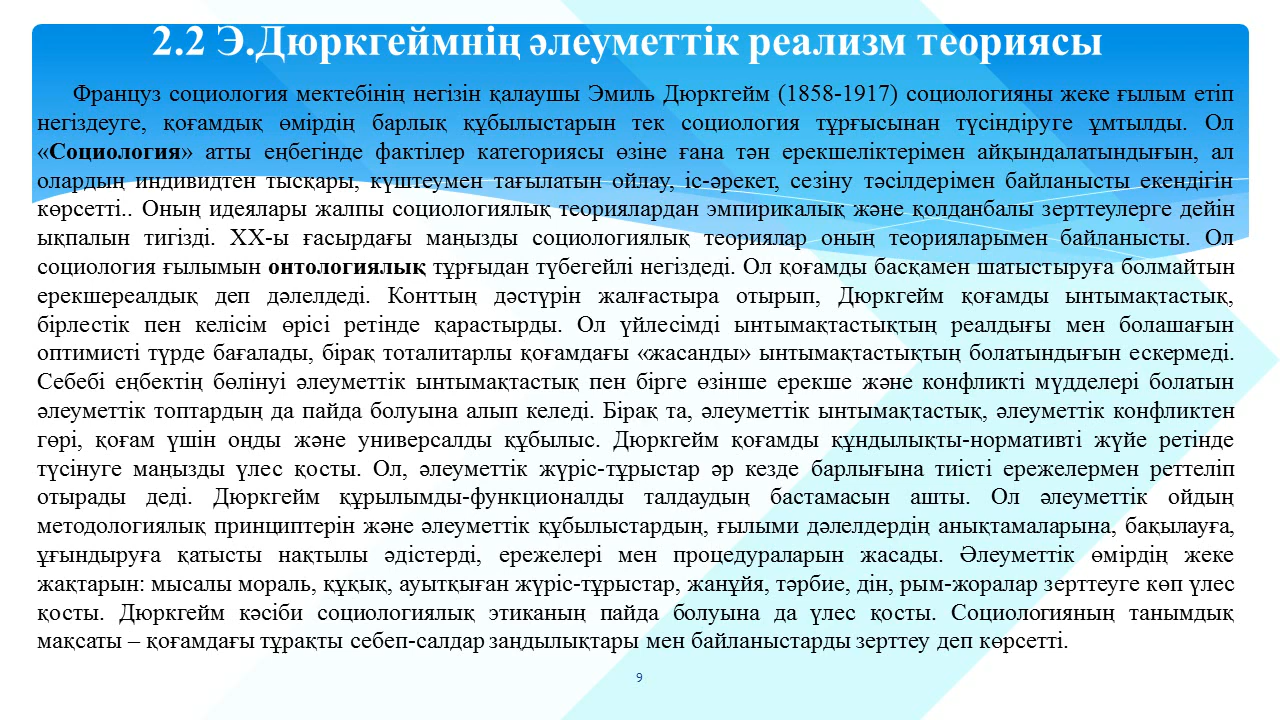 2.2 Э.Дюркгеймнің әлеуметтік реализм теориясы
Француз социология мектебінің негізін қалаушы Эмиль Дюркгейм (1858-1917) социологияны жеке ғылым етіп
негіздеуге, қоғамдық өмірдің барлық құбылыстарын тек социология тұрғысынан түсіндіруге ұмтылды. Ол
«Социология» атты еңбегінде фактілер категориясы өзіне ғана тән ерекшеліктерімен айқындалатындығын, ал
олардың индивидтен тысқары, күштеумен тағылатын ойлау, іс-әрекет, сезіну тәсілдерімен байланысты екендігін
көрсетті.. Оның идеялары жалпы социологиялық теориялардан эмпирикалық және қолданбалы зерттеулерге дейін
ықпалын тигізді. ХХ-ы ғасырдағы маңызды социологиялық теориялар оның теорияларымен байланысты. Ол
социология ғылымын онтологиялық тұрғыдан түбегейлі негіздеді. Ол қоғамды басқамен шатыстыруға болмайтын
ерекшереалдық деп дәлелдеді. Конттың дәстүрін жалғастыра отырып, Дюркгейм қоғамды ынтымақтастық,
бірлестік пен келісім өрісі ретінде қарастырды. Ол үйлесімді ынтымақтастықтың реалдығы мен болашағын
оптимисті түрде бағалады, бірақ тоталитарлы қоғамдағы «жасанды» ынтымақтастықтың болатындығын ескермеді.
Себебі еңбектің бөлінуі әлеуметтік ынтымақтастық пен бірге өзінше ерекше және конфликті мүдделері болатын
әлеуметтік топтардың да пайда болуына алып келеді. Бірақ та, әлеуметтік ынтымақтастық, әлеуметтік конфликтен
гөрі, қоғам үшін оңды және универсалды құбылыс. Дюркгейм қоғамды құндылықты-нормативті жүйе ретінде
түсінуге маңызды үлес қосты. Ол, әлеуметтік жүріс-тұрыстар әр кезде барлығына тиісті ережелермен реттеліп
отырады деді. Дюркгейм құрылымды-функционалды талдаудың бастамасын ашты. Ол әлеуметтік ойдың
методологиялық принциптерін және әлеуметтік құбылыстардың, ғылыми дәлелдердің анықтамаларына, бақылауға,
ұғындыруға қатысты нақтылы әдістерді, ережелері мен процедураларын жасады. Әлеуметтік өмірдің жеке
жақтарын: мысалы мораль, құқық, ауытқыған жүріс-тұрыстар, жанұйя, тәрбие, дін, рым-жоралар зерттеуге көп үлес
қосты. Дюркгейм кәсіби социологиялық этиканың пайда болуына да үлес қосты. Социологияның танымдық
мақсаты – қоғамдағы тұрақты себеп-салдар заңдылықтары мен байланыстарды зерттеу деп көрсетті.
9